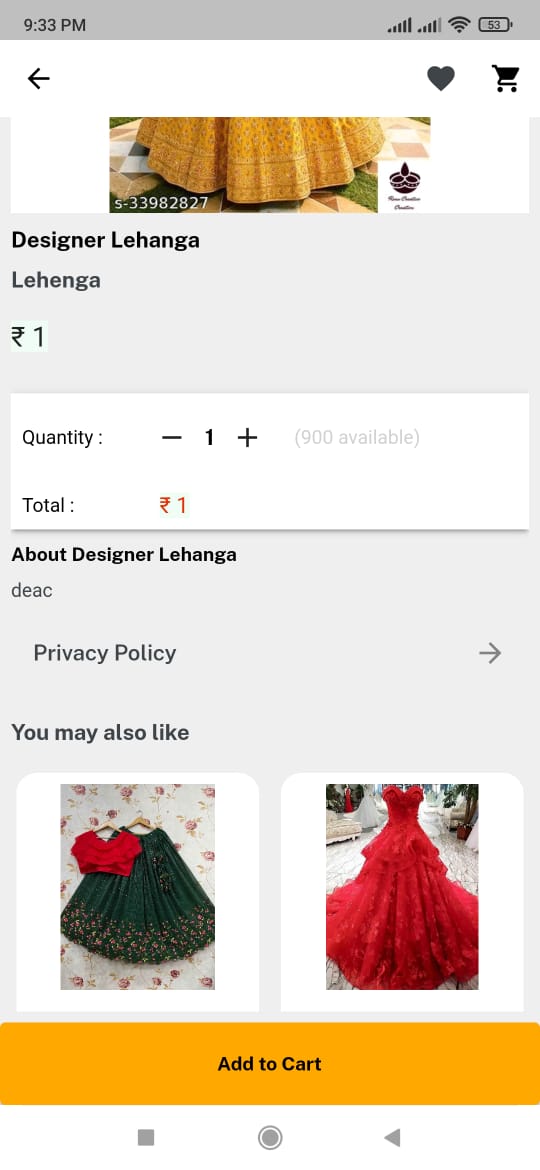 9:33 PM
53
s-33982827
Designer Lehanga
Lehenga
₹ 1
Quantity :
1
(900 available)
Total :
₹ 1
About Designer Lehanga
deac
Privacy Policy
You may also like
Add to Cart